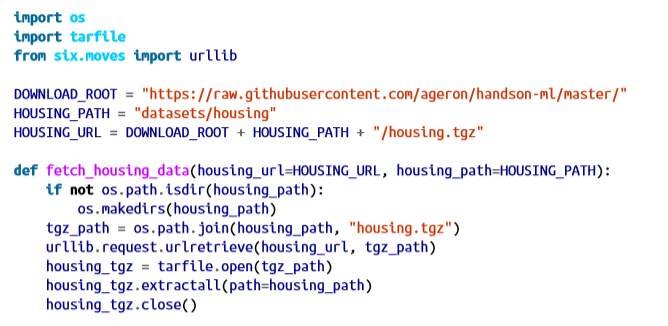 import os
import tarfile
from six.moves import urllib

DOWNLOAD_ROOT = "https://raw.githubusercontent.com/ageron/handson-ml/master/"
HOUSING_PATH = "datasets/housing"
HOUSING_URL = DOWNLOAD_ROOT + HOUSING_PATH + "/housing.tgz"

def fetch_housing_data(housing_url=HOUSING_URL, housing_path=HOUSING_PATH):
    if not os.path.isdir(housing_path):
        os.makedirs(housing_path)
    tgz_path = os.path.join(housing_path, "housing.tgz")
    urllib.request.urlretrieve(housing_url, tgz_path)
    housing_tgz = tarfile.open(tgz_path)
    housing_tgz.extractall(path=housing_path)
    housing_tgz.close()